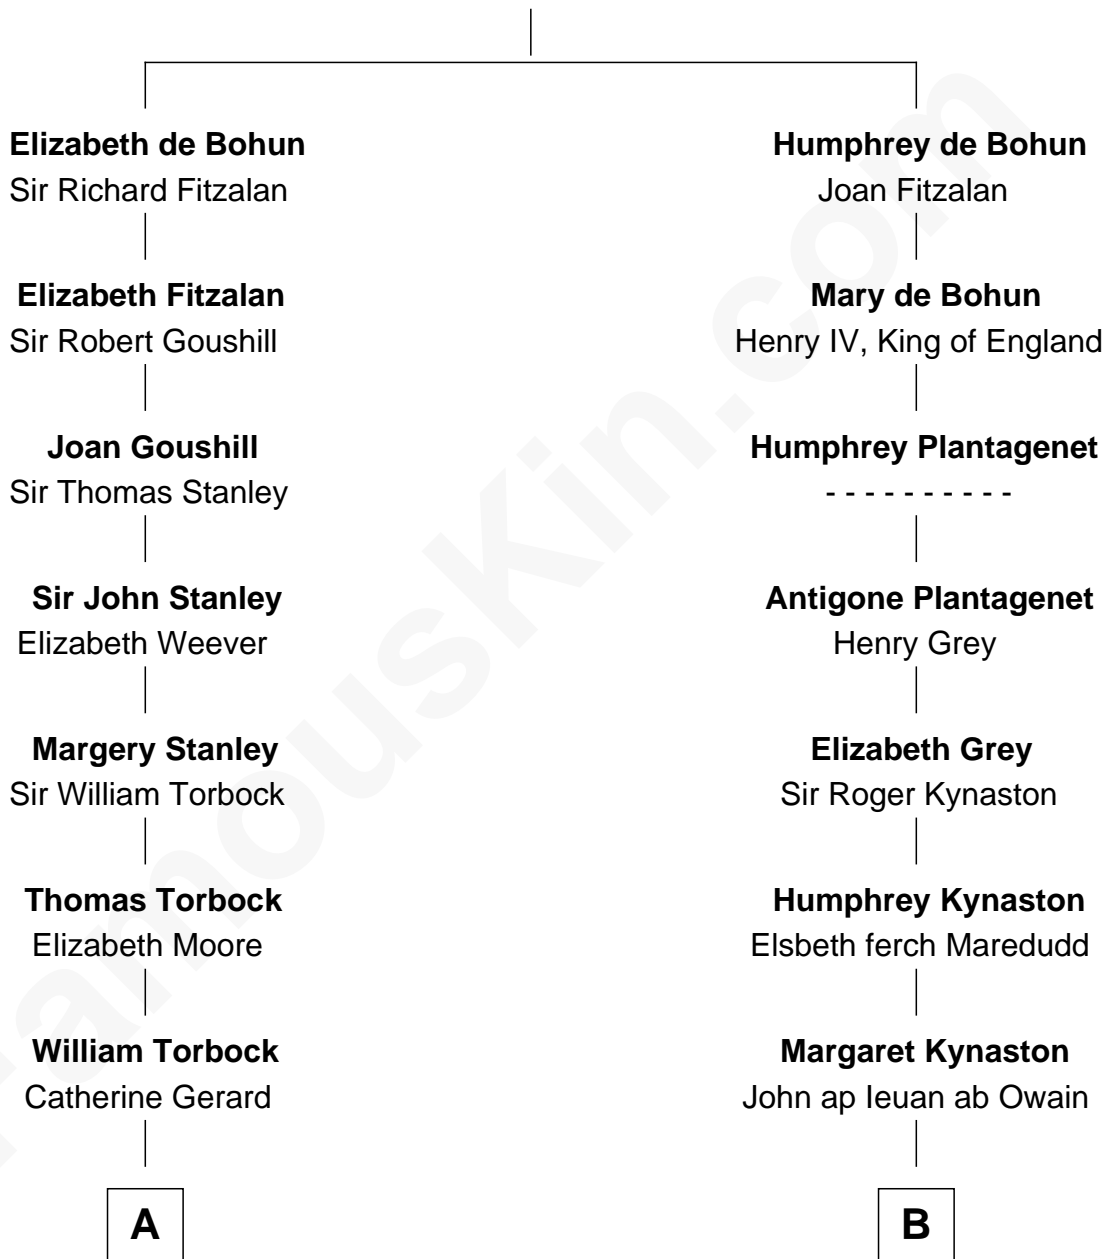 Elizabeth de Bohun
Sir Richard Fitzalan
Elizabeth Fitzalan
Sir Robert Goushill
Joan Goushill
Sir Thomas Stanley
Sir John Stanley
Elizabeth Weever
Margery Stanley
Sir William Torbock
Thomas Torbock
Elizabeth Moore
William Torbock
Catherine Gerard
A
Humphrey de Bohun
Joan Fitzalan
Mary de Bohun
Henry IV, King of England
Humphrey Plantagenet
- - - - - - - - - -
Antigone Plantagenet
Henry Grey
Elizabeth Grey
Sir Roger Kynaston
Humphrey Kynaston
Elsbeth ferch Maredudd
Margaret Kynaston
John ap Ieuan ab Owain
B
FamousKin.com